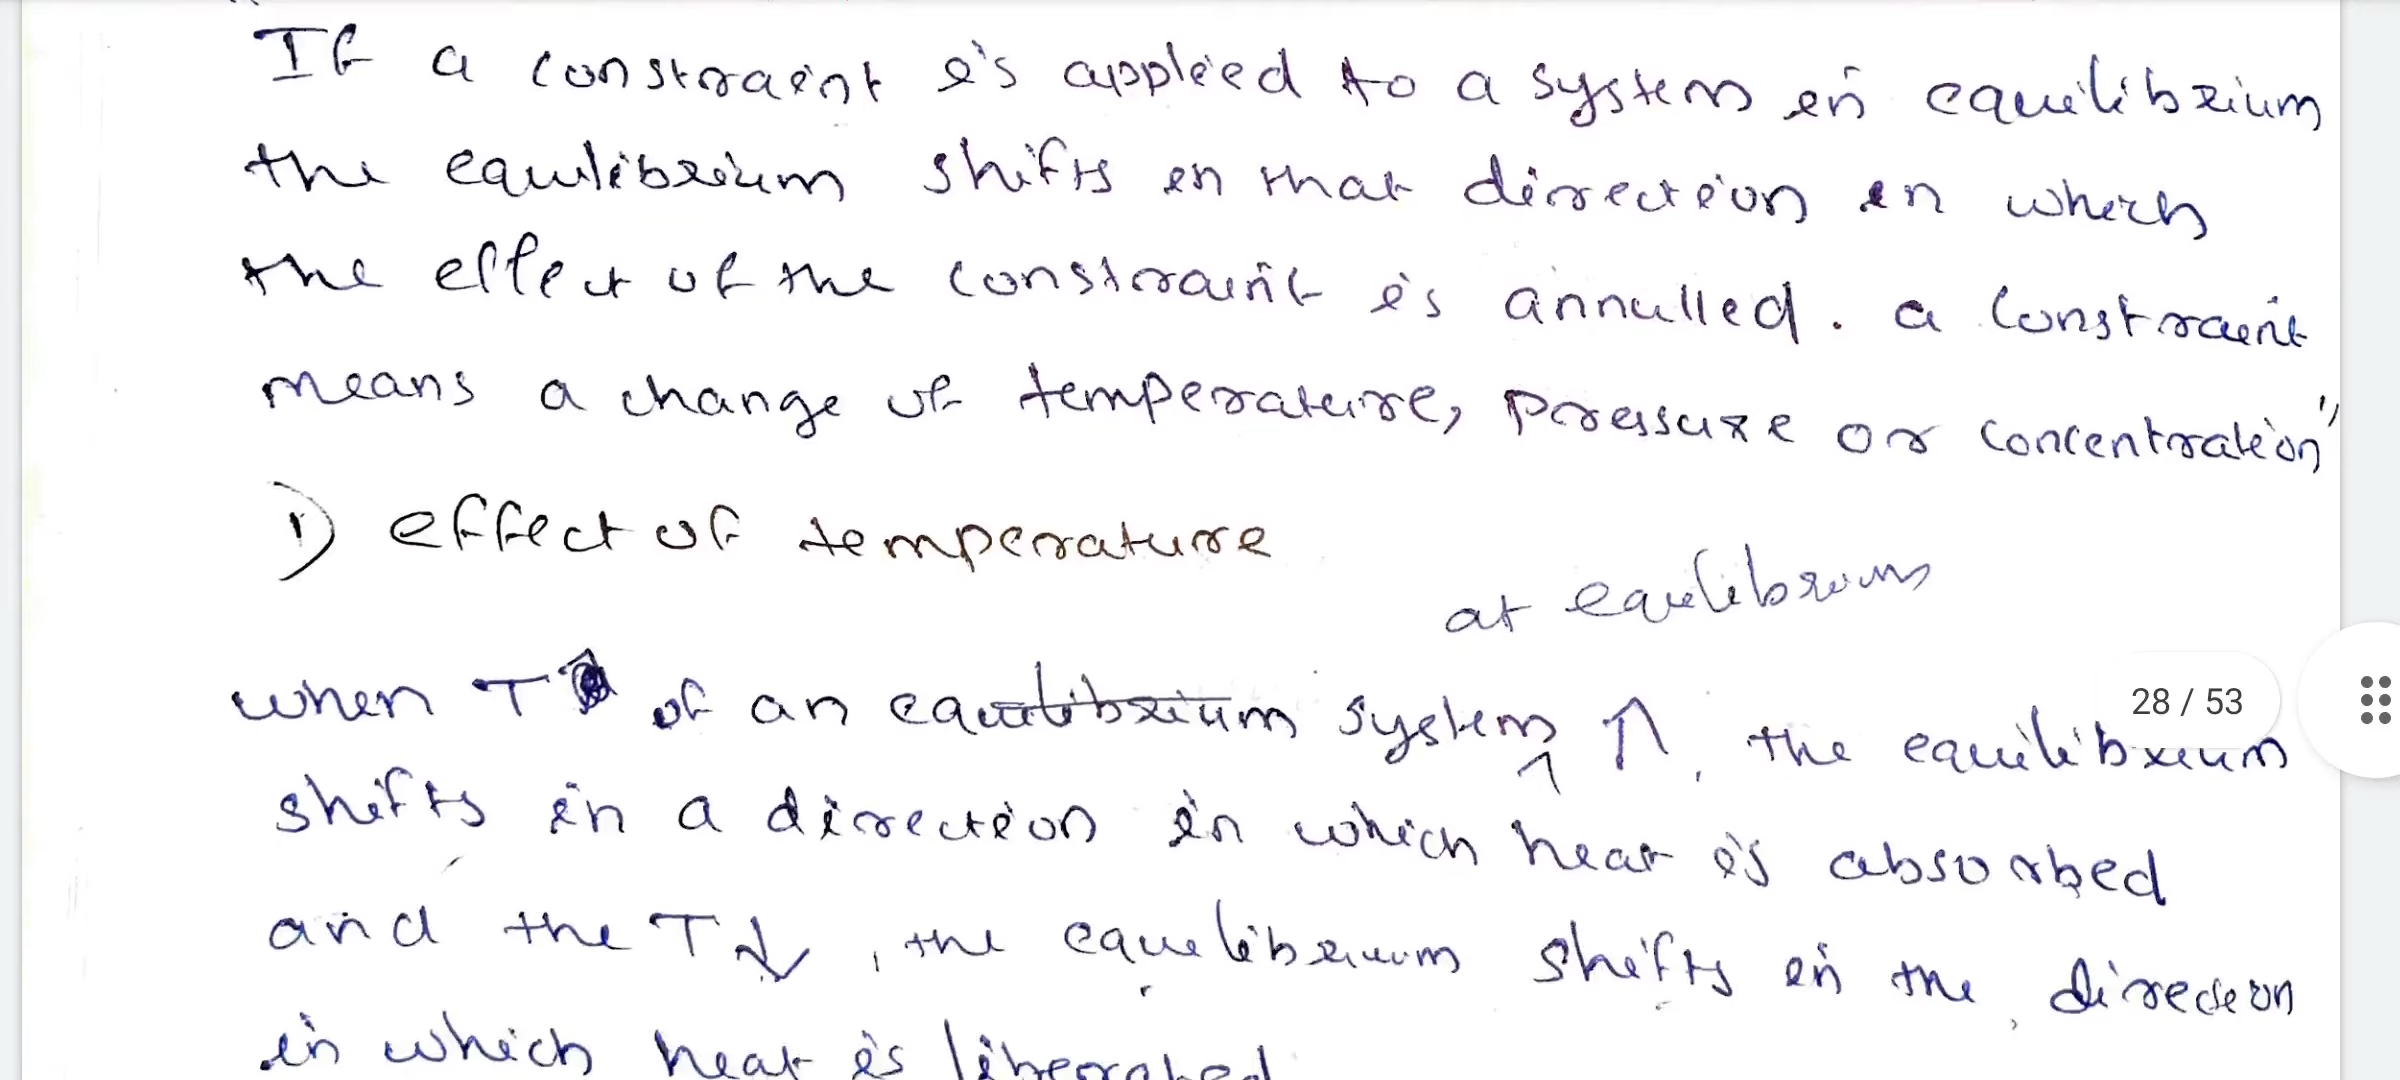 If a constraint is applied to a system in equilibrium
the equilibrium shifts in that direction in which
the effect of the constraint is annulled. a constraint
means a change of temperature, pressure or concentration"
1) effect of temperature
at equilibrium
when T of an equilibrium system ↑, the equilibrium
28 / 53
shifts in a direction in which heat is absorbed
and the T↓, the equilibrium shifts in the direction
in which heat is liberated